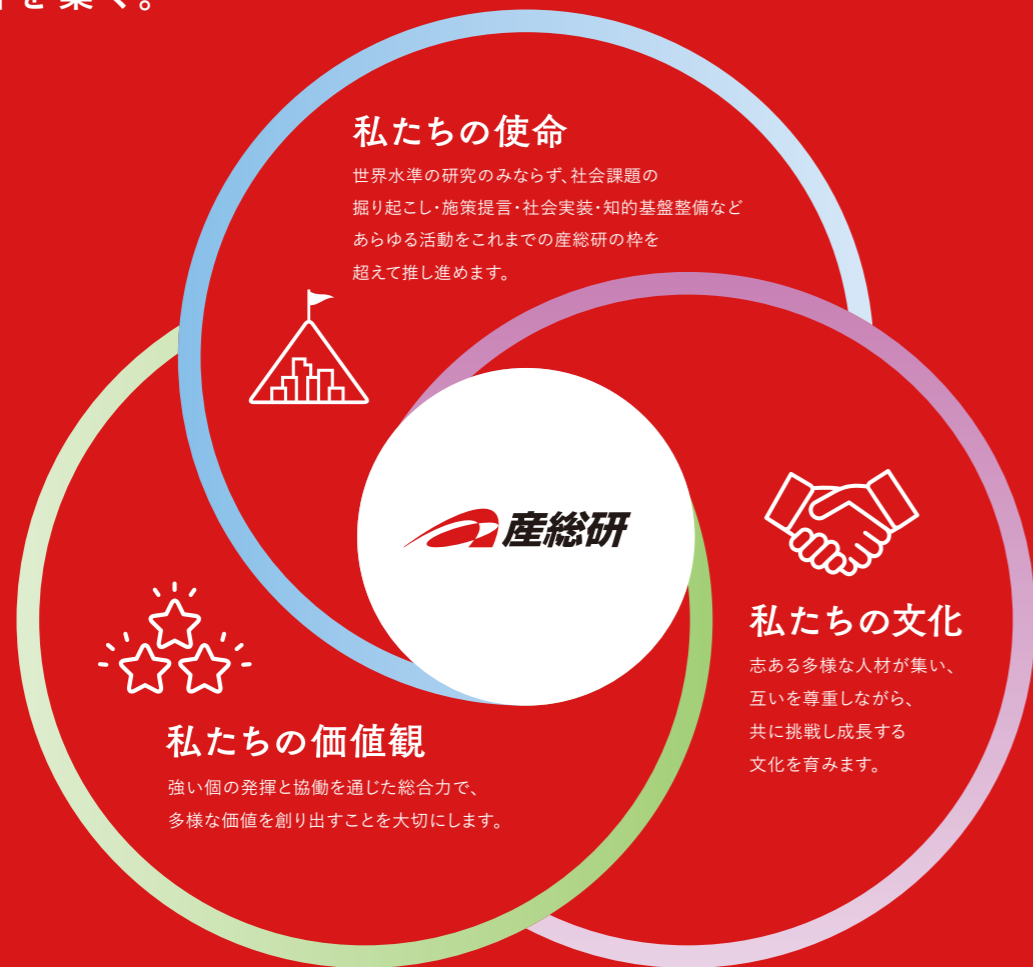 を築く。
私たちの使命
世界水準の研究のみならず、社会課題の
掘り起こし・施策提言・社会実装・知的基盤整備など
あらゆる活動をこれまでの産総研の枠を
超えて推し進めます。
産総研
私たちの文化
志ある多様な人材が集い、
互いを尊重しながら、
共に挑戦し成長する
文化を育みます。
私たちの価値観
強い個の発揮と協働を通じた総合力で、
多様な価値を創り出すことを大切にします。